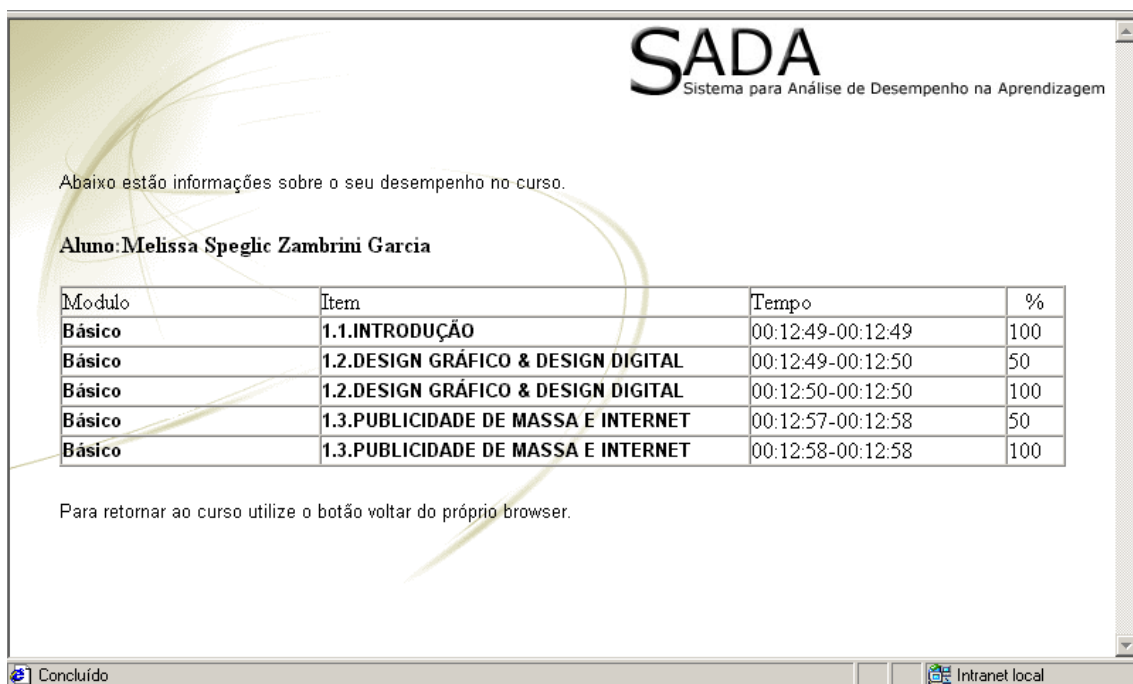 SADA
Sistema para Análise de Desempenho na Aprendizagem
Abaixo estão informações sobre o seu desempenho no curso.
Aluno:Melissa Speglic Zambrini Garcia
Modulo Item Tempo %
Básico 1.1.INTRODUÇÃO 00:12:49-00:12:49 100
Básico 1.2.DESIGN GRÁFICO & DESIGN DIGITAL 00:12:49-00:12:50 50
Básico 1.2.DESIGN GRÁFICO & DESIGN DIGITAL 00:12:50-00:12:50 100
Básico 1.3.PUBLICIDADE DE MASSA E INTERNET 00:12:57-00:12:58 50
Básico 1.3.PUBLICIDADE DE MASSA E INTERNET 00:12:58-00:12:58 100
Para retornar ao curso utilize o botão voltar do próprio browser.
Concluído Intranet local